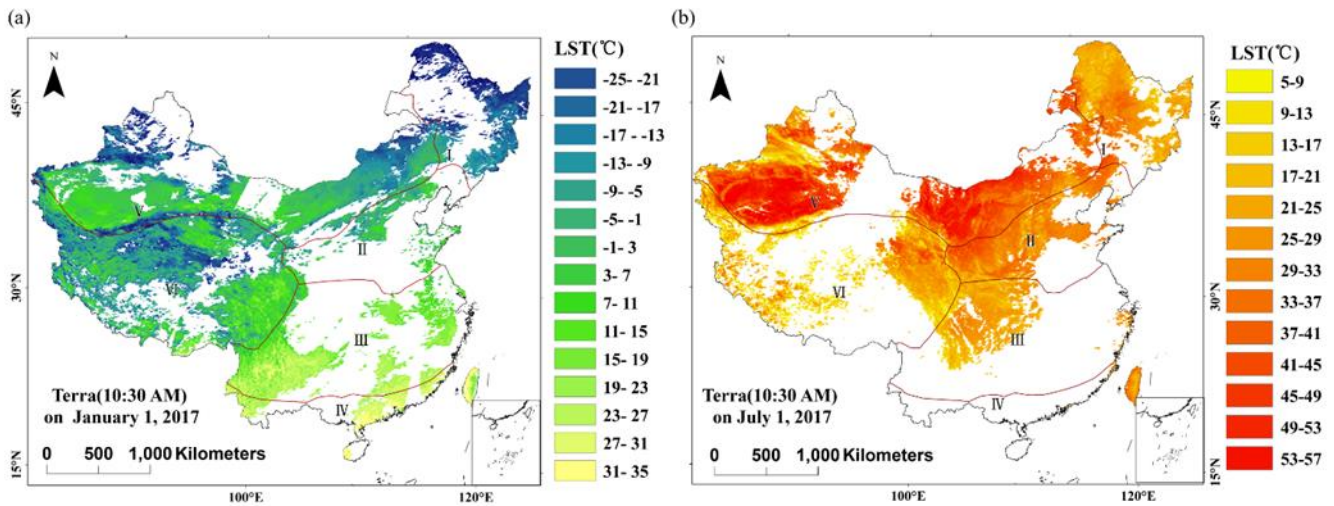 (a)
N
LST(℃)
-25- -21
-21- -17
-17 --13
-13- -9
-9- -5
-5- -1
-1- 3
3- 7
7- 11
11- 15
15- 19
19- 23
23- 27
27- 31
31- 35
45°N
30°N
15°N
I
II
III
IV
V
VI
Terra(10:30 AM)
on January 1, 2017
0 500 1,000 Kilometers
100°E
120°E
(b)
N
LST(℃)
5-9
9-13
13-17
17-21
21-25
25-29
29-33
33-37
37-41
41-45
45-49
49-53
53-57
45°N
30°N
15°N
I
II
III
IV
V
VI
Terra(10:30 AM)
on July 1, 2017
0 500 1,000 Kilometers
100°E
120°E